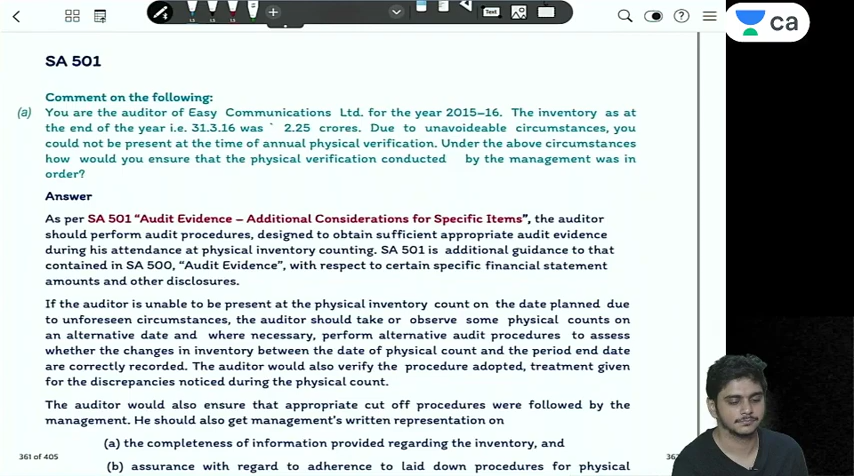 Text
ca
SA 501
Comment on the following:
(a) You are the auditor of Easy Communications Ltd. for the year 2015–16. The inventory as at
the end of the year i.e. 31.3.16 was ` 2.25 crores. Due to unavoideable circumstances, you
could not be present at the time of annual physical verification. Under the above circumstances
how would you ensure that the physical verification conducted by the management was in
order?
Answer
As per SA 501 “Audit Evidence – Additional Considerations for Specific Items”, the auditor
should perform audit procedures, designed to obtain sufficient appropriate audit evidence
during his attendance at physical inventory counting. SA 501 is additional guidance to that
contained in SA 500, “Audit Evidence”, with respect to certain specific financial statement
amounts and other disclosures.
If the auditor is unable to be present at the physical inventory count on the date planned due
to unforeseen circumstances, the auditor should take or observe some physical counts on
an alternative date and where necessary, perform alternative audit procedures to assess
whether the changes in inventory between the date of physical count and the period end date
are correctly recorded. The auditor would also verify the procedure adopted, treatment given
for the discrepancies noticed during the physical count.
The auditor would also ensure that appropriate cut off procedures were followed by the
management. He should also get management’s written representation on
(a) the completeness of information provided regarding the inventory, and
361 of 405
(b) assurance with regard to adherence to laid down procedures for physical